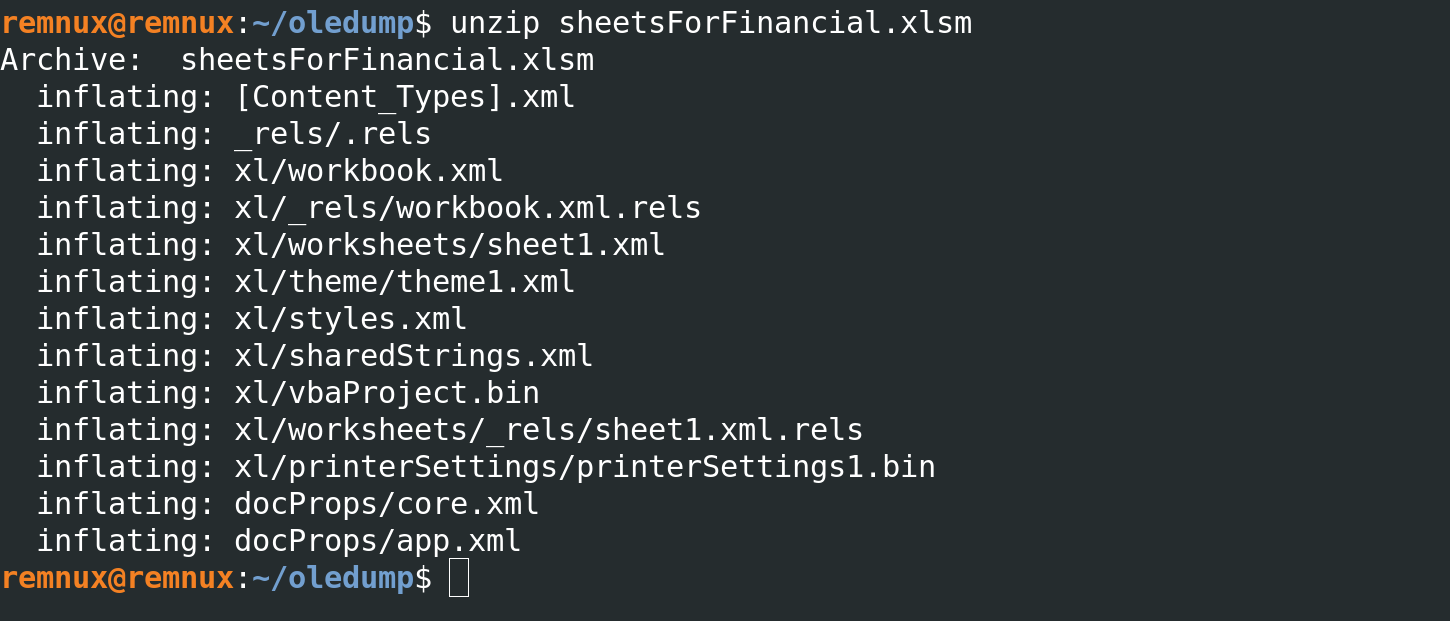 remnux@remnux:~/oledump$ unzip sheetsForFinancial.xlsm
Archive:  sheetsForFinancial.xlsm
  inflating: [Content_Types].xml
  inflating: _rels/.rels
  inflating: xl/workbook.xml
  inflating: xl/_rels/workbook.xml.rels
  inflating: xl/worksheets/sheet1.xml
  inflating: xl/theme/theme1.xml
  inflating: xl/styles.xml
  inflating: xl/sharedStrings.xml
  inflating: xl/vbaProject.bin
  inflating: xl/worksheets/_rels/sheet1.xml.rels
  inflating: xl/printerSettings/printerSettings1.bin
  inflating: docProps/core.xml
  inflating: docProps/app.xml
remnux@remnux:~/oledump$